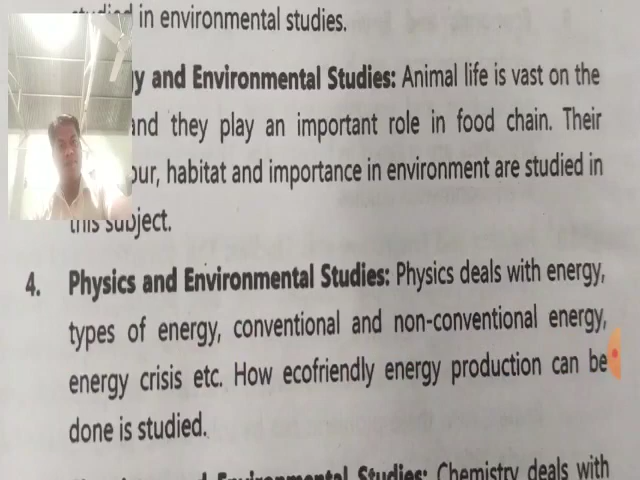 in environmental studies.
and Environmental Studies: Animal life is vast on the
and they play an important role in food chain. Their
habitat and importance in environment are studied in
this subject.
4. Physics and Environmental Studies: Physics deals with energy,
types of energy, conventional and non-conventional energy,
energy crisis etc. How ecofriendly energy production can be
done is studied.
Environmental Studies: Chemistry deals with